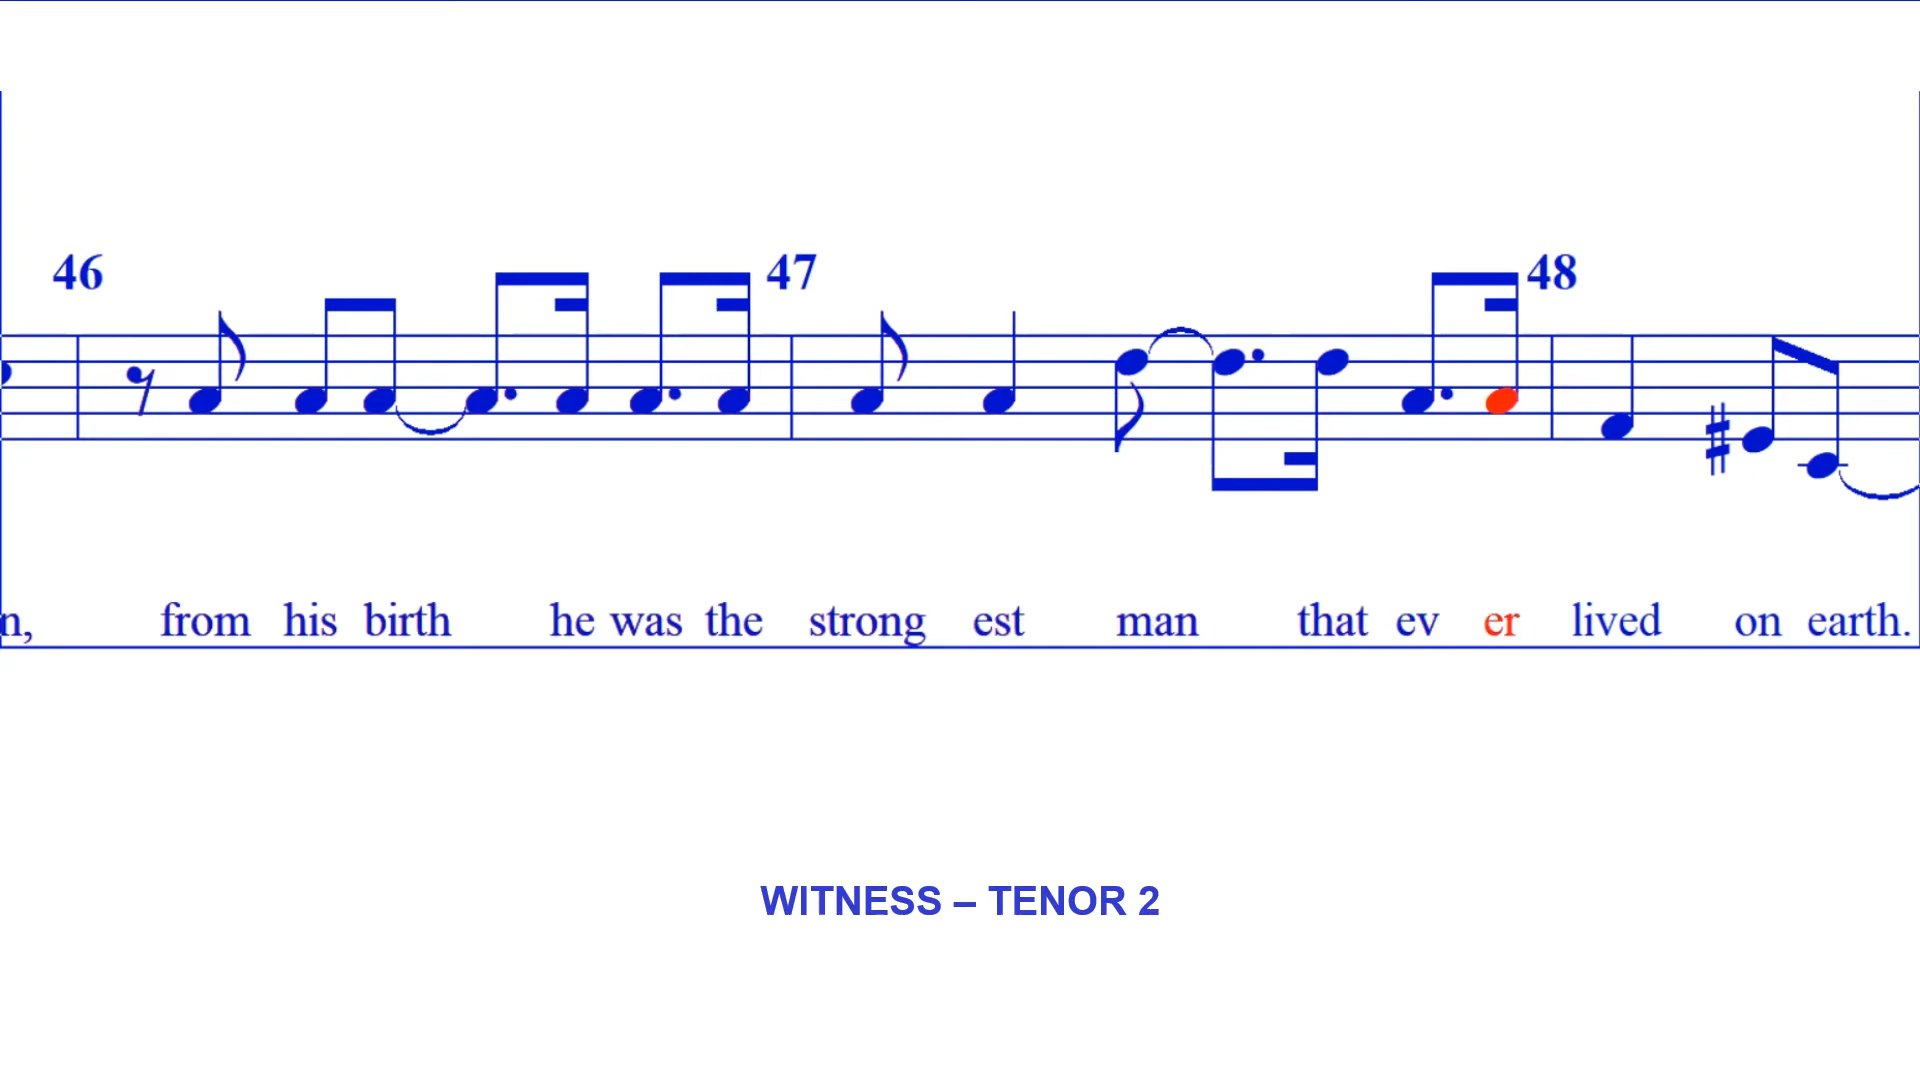 46 47 48
n, from his birth he was the strong est man that ev er lived on earth.
WITNESS – TENOR 2